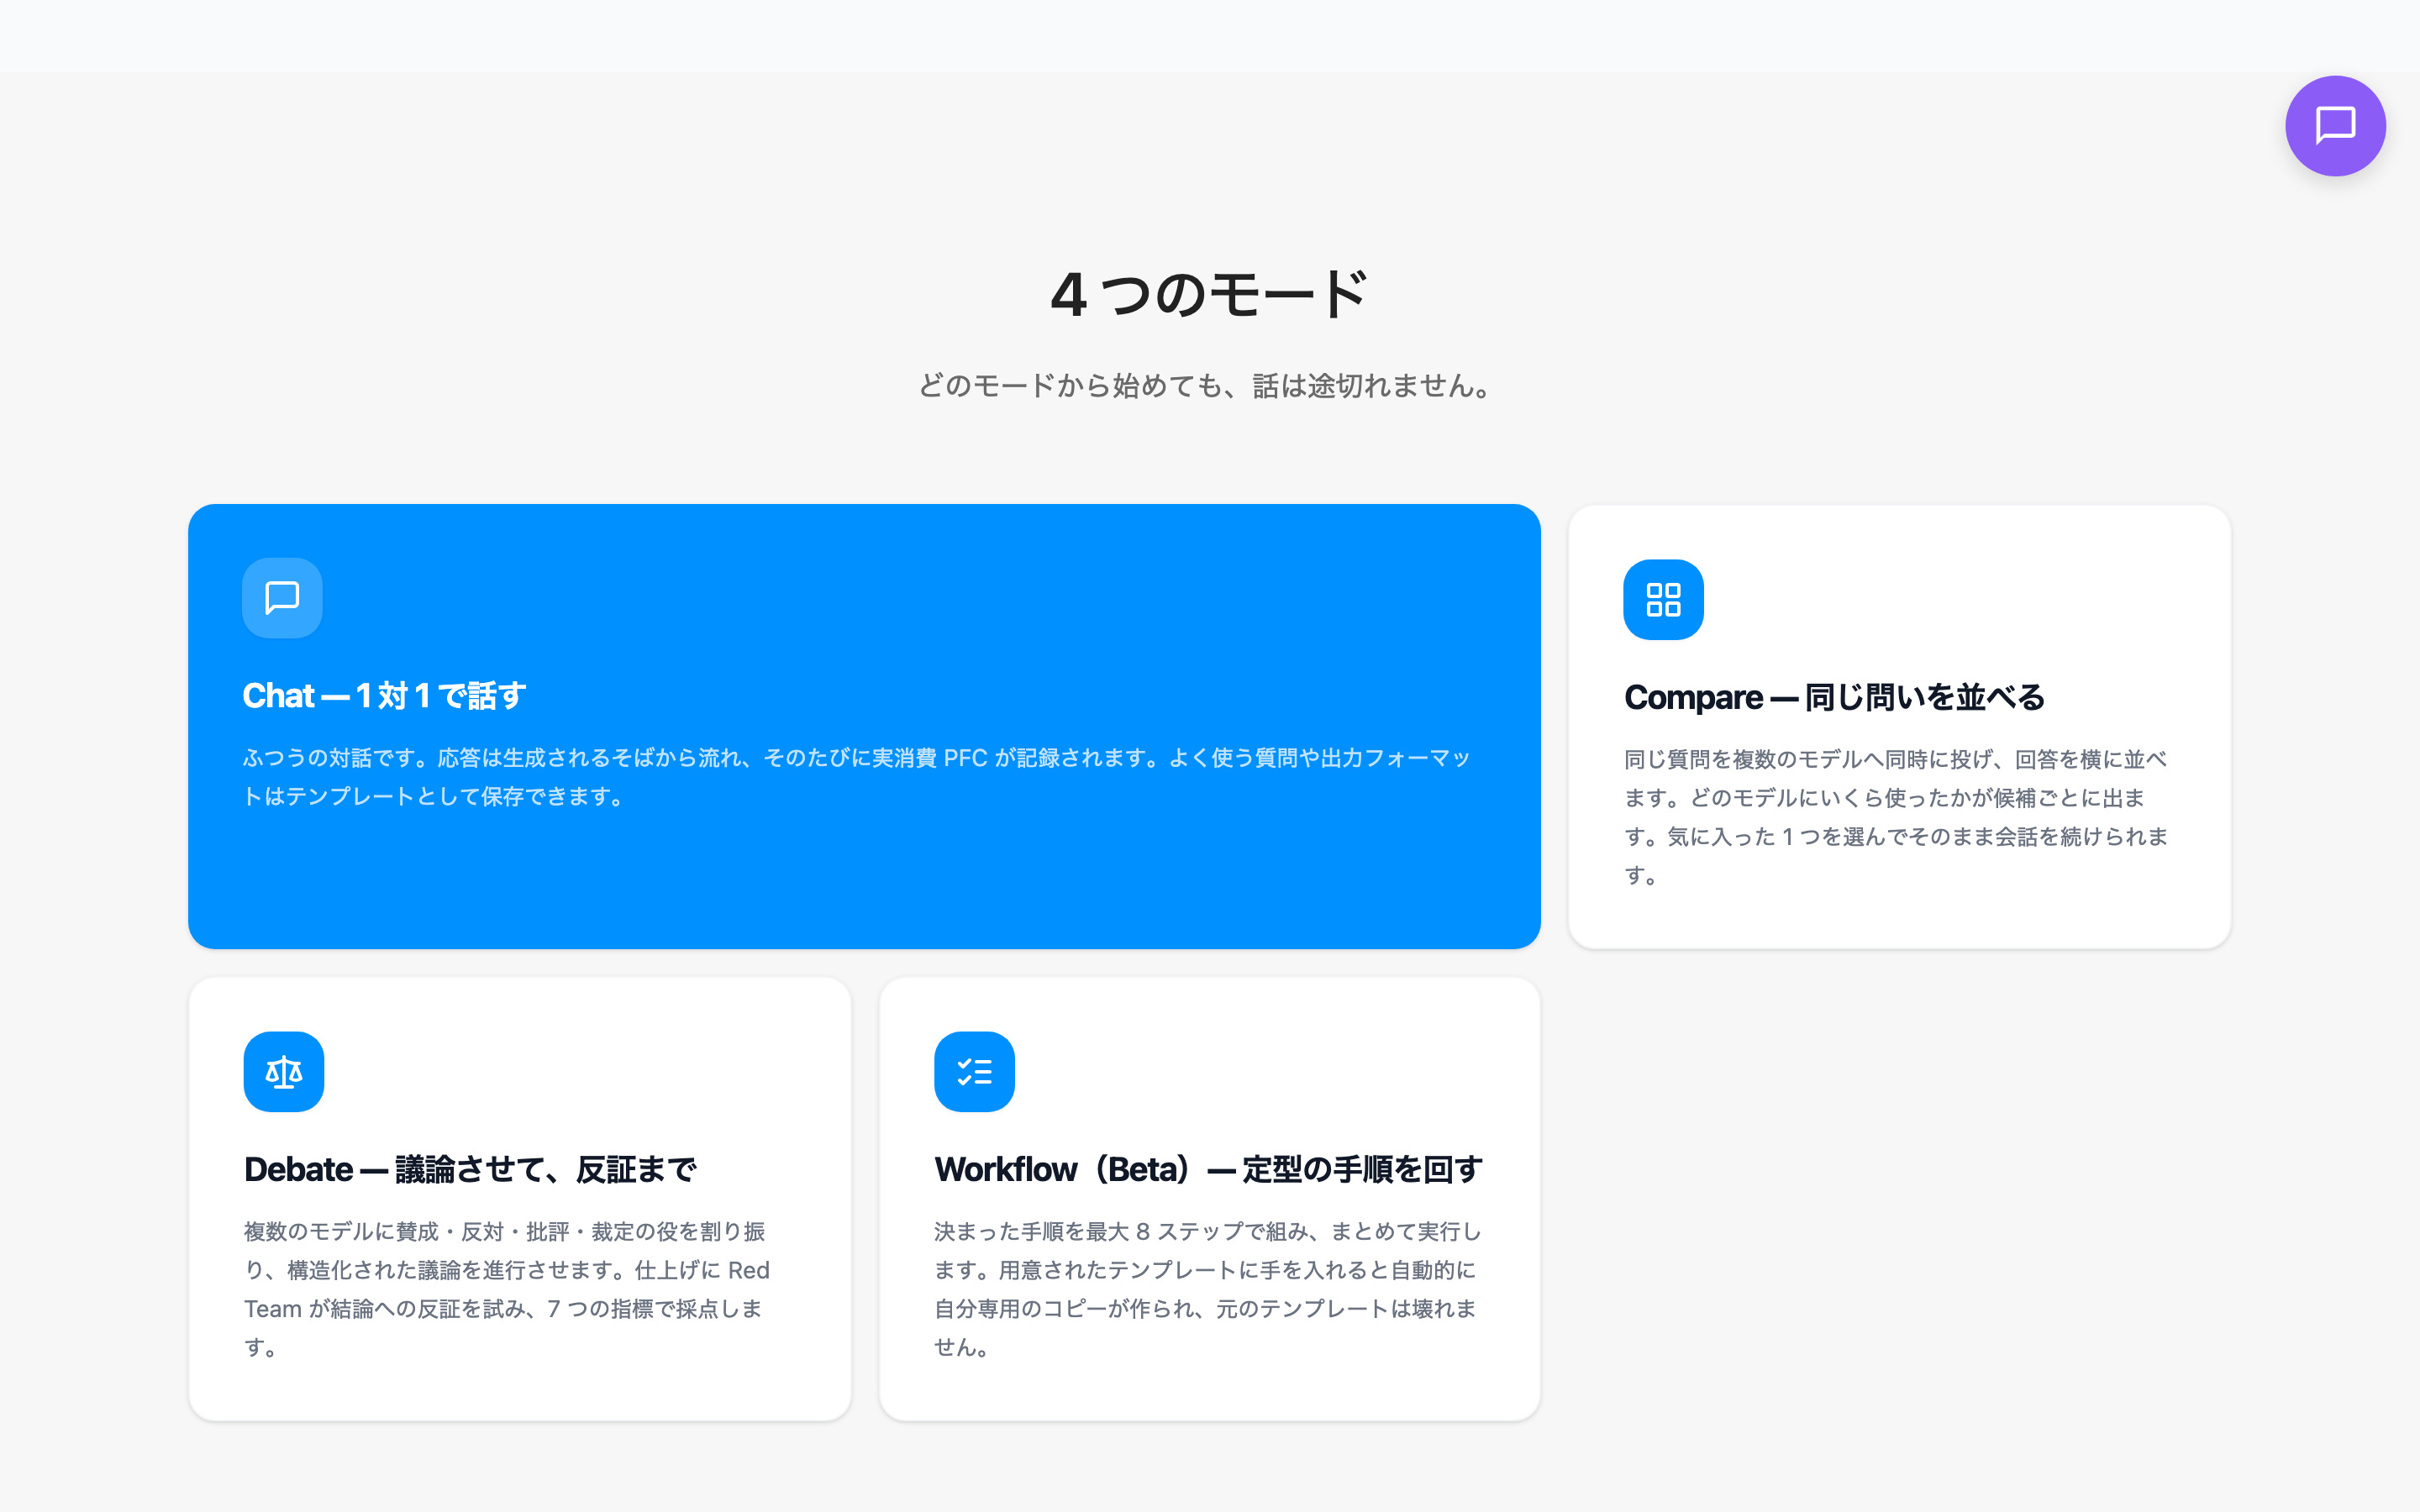 4 つのモード
どのモードから始めても、話は途切れません。
Chat — 1 対 1 で話す
ふつうの対話です。応答は生成されるそばから流れ、そのたびに実消費 PFC が記録されます。よく使う質問や出力フォーマッ
トはテンプレートとして保存できます。
Compare — 同じ問いを並べる
同じ質問を複数のモデルへ同時に投げ、回答を横に並べ
ます。どのモデルにいくら使ったかが候補ごとに出ま
す。気に入った 1 つを選んでそのまま会話を続けられま
す。
Debate — 議論させて、反証まで
複数のモデルに賛成・反対・批評・裁定の役を割り振
り、構造化された議論を進行させます。仕上げに Red
Team が結論への反証を試み、7 つの指標で採点しま
す。
Workflow（Beta）— 定型の手順を回す
決まった手順を最大 8 ステップで組み、まとめて実行し
ます。用意されたテンプレートに手を入れると自動的に
自分専用のコピーが作られ、元のテンプレートは壊れま
せん。